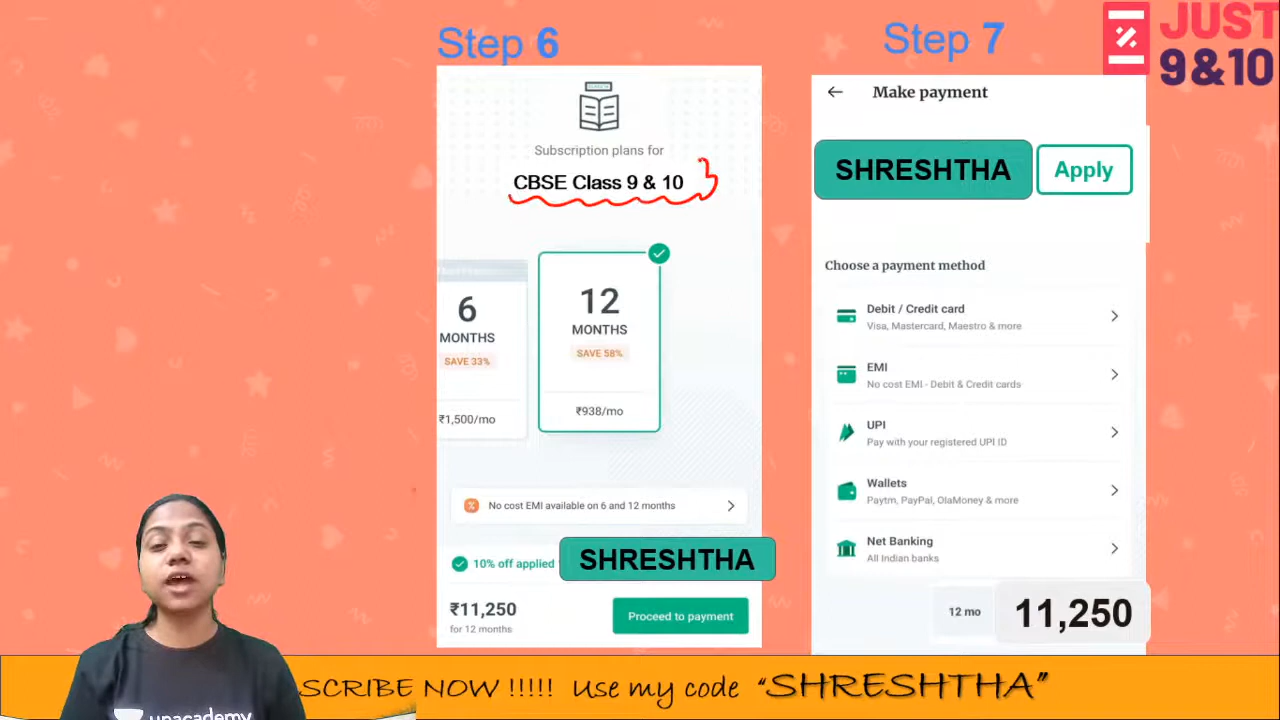 Step 6
Subscription plans for
CBSE Class 9 & 10
6
MONTHS
SAVE 33%
₹1,500/mo
12
MONTHS
SAVE 58%
₹938/mo
No cost EMI available on 6 and 12 months
10% off applied
SHRESHTHA
₹11,250
for 12 months
Proceed to payment
Step 7
Make payment
SHRESHTHA
Apply
Choose a payment method
Debit / Credit card
Visa, Mastercard, Maestro & more
EMI
No cost EMI - Debit & Credit cards
UPI
Pay with your registered UPI ID
Wallets
Paytm, PayPal, OlaMoney & more
Net Banking
All Indian banks
12 mo
11,250
JUST
9&10
SCRIBE NOW !!!!! Use my code “SHRESHTHA”
unacademy